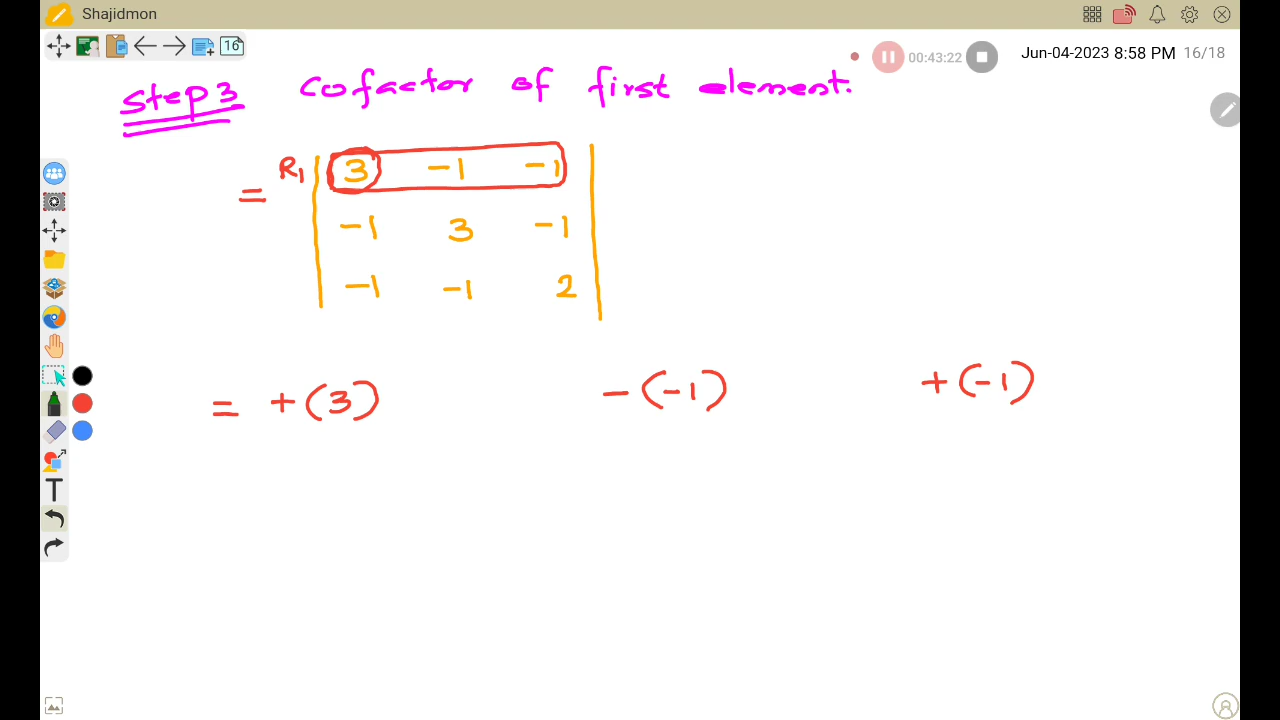 Shajidmon
16
00:43:22
Jun-04-2023 8:58 PM 16/18
Step 3 Cofactor of first element.
= R1 | 3 -1 -1 |
| -1 3 -1 |
| -1 -1 2 |
= +(3) -(-1) +(-1)
T